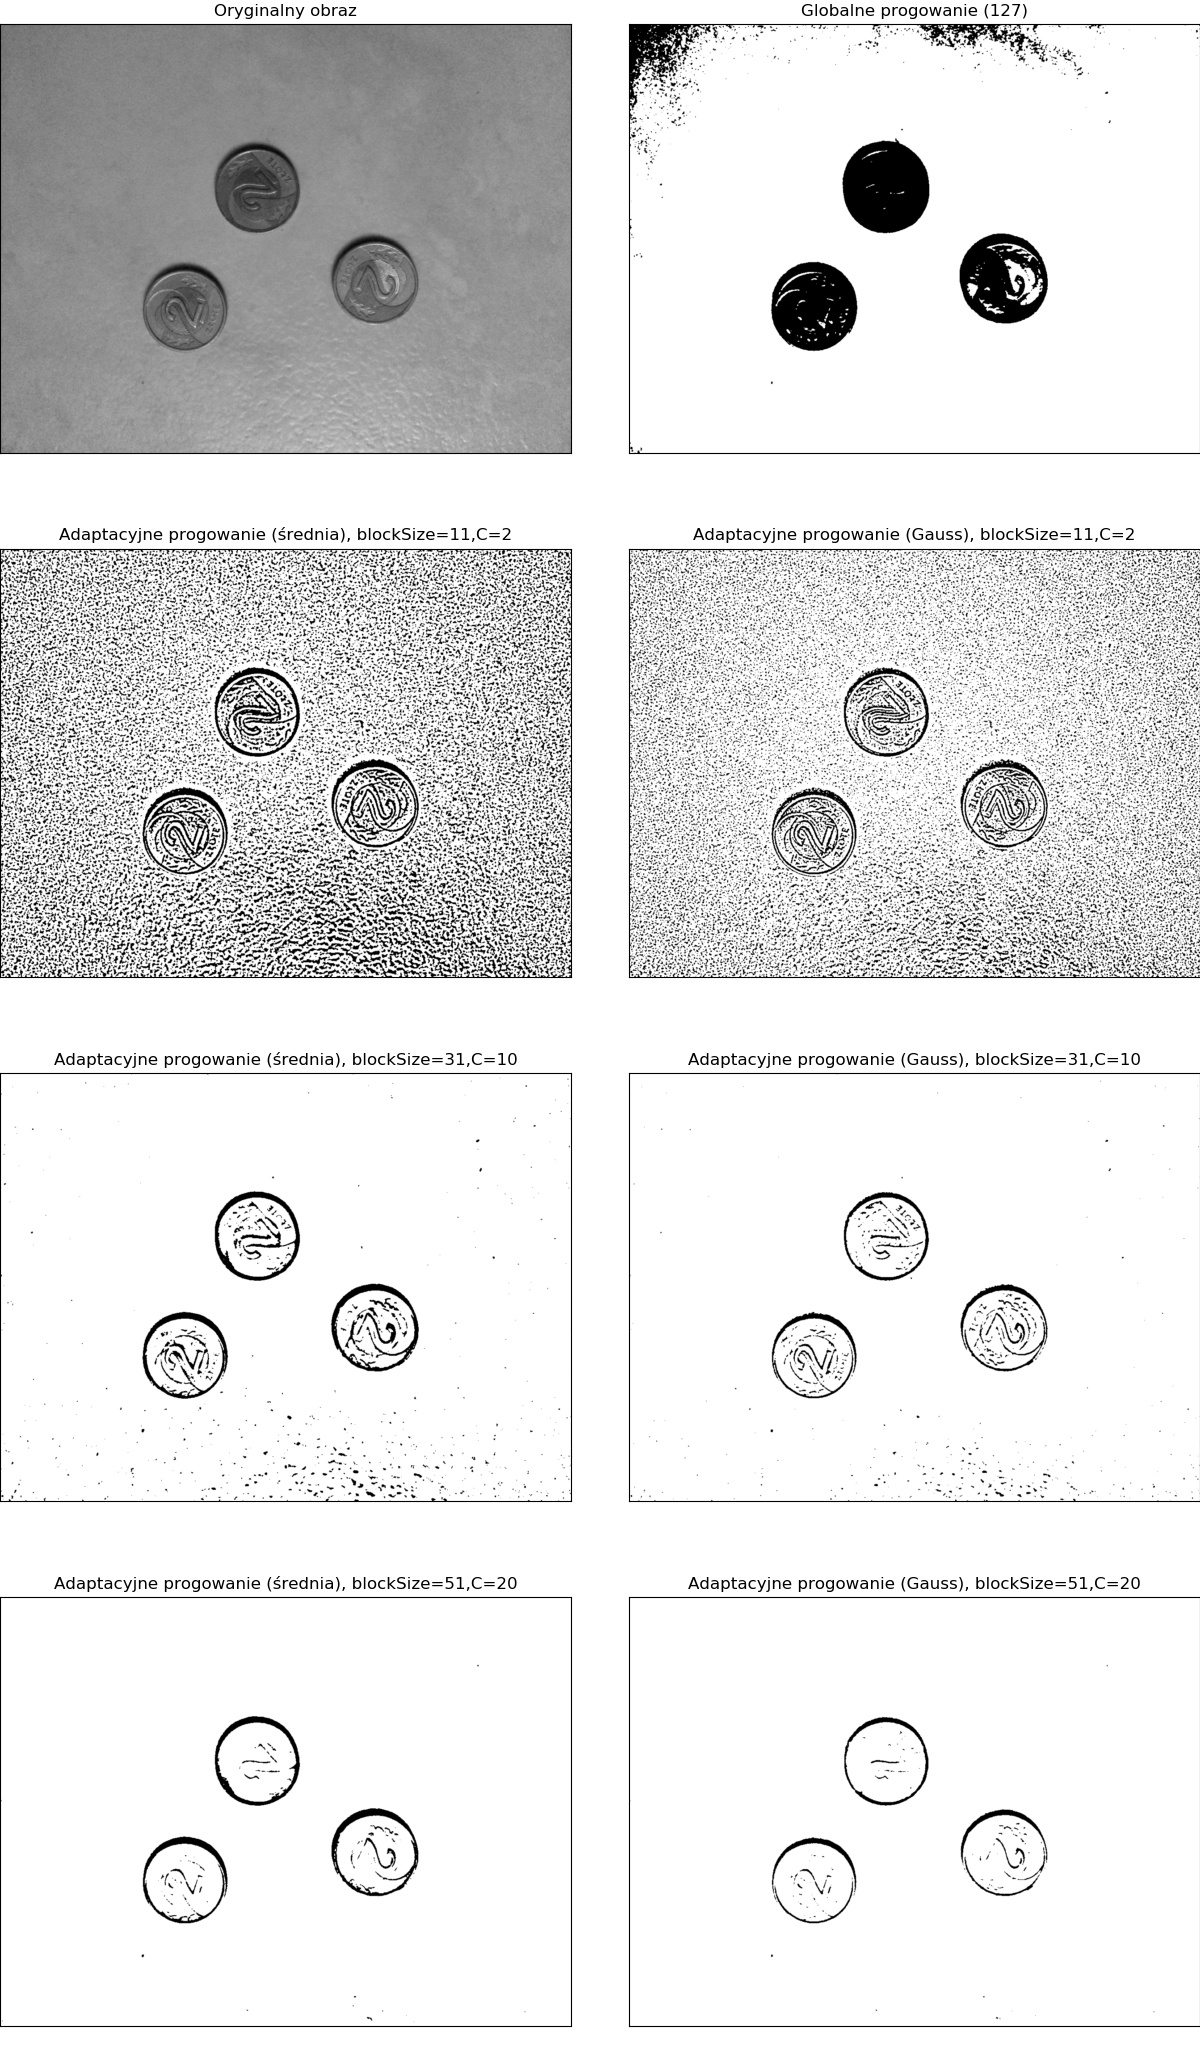 Oryginalny obraz
Globalne progowanie (127)
Adaptacyjne progowanie (średnia), blockSize=11,C=2
Adaptacyjne progowanie (Gauss), blockSize=11,C=2
Adaptacyjne progowanie (średnia), blockSize=31,C=10
Adaptacyjne progowanie (Gauss), blockSize=31,C=10
Adaptacyjne progowanie (średnia), blockSize=51,C=20
Adaptacyjne progowanie (Gauss), blockSize=51,C=20